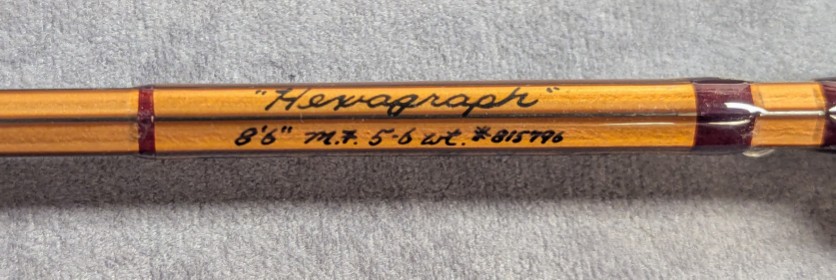 "Hexagraph"
8'6" M.F. 5-6 wt. #815796